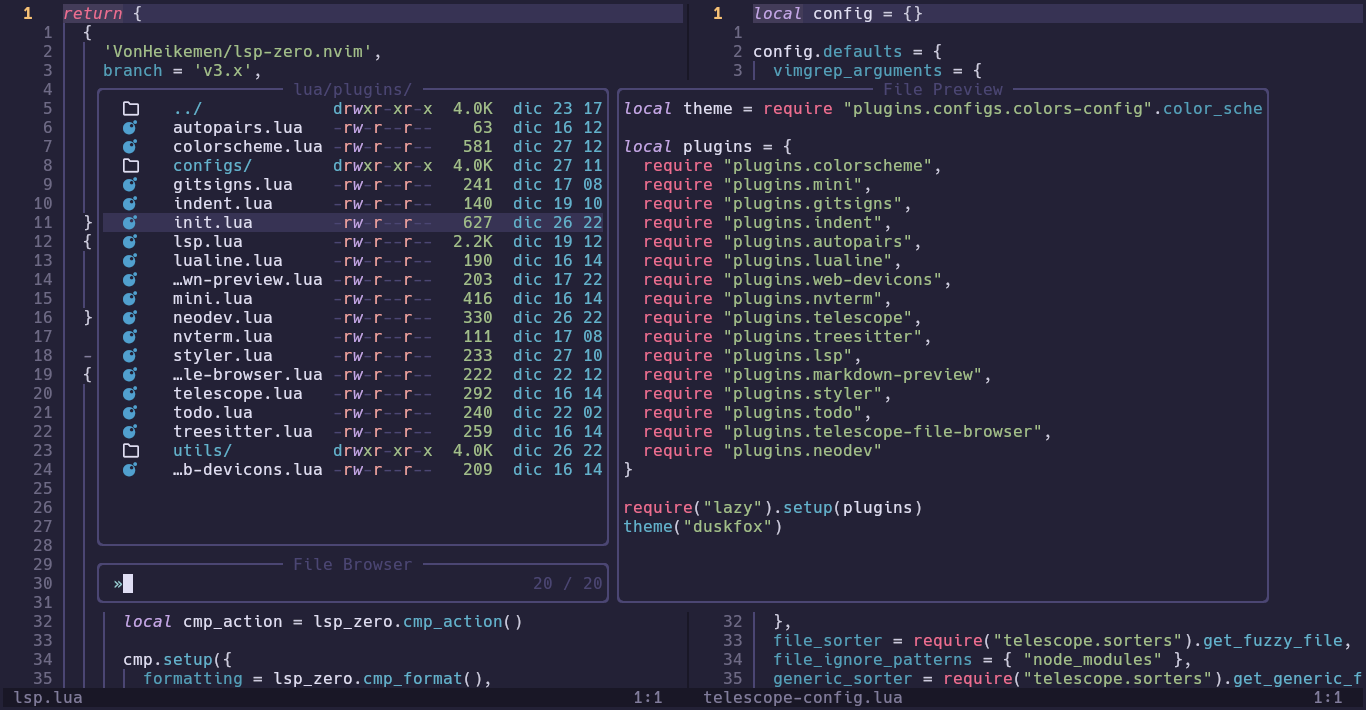 1 return {
1 {
2 'VonHeikemen/lsp-zero.nvim',
3 branch = 'v3.x',
4
5
6
7
8
9
10
11 }
12 {
13
14
15
16 }
17
18 -
19 {
20
21
22
23
24
25
26
27
28
29
30
31
32 local cmp_action = lsp_zero.cmp_action()
33
34 cmp.setup({
35 formatting = lsp_zero.cmp_format(),
lsp.lua 1:1
lua/plugins/
../ drwxr-xr-x 4.0K dic 23 17
autopairs.lua -rw-r--r-- 63 dic 16 12
colorscheme.lua -rw-r--r-- 581 dic 27 12
configs/ drwxr-xr-x 4.0K dic 27 11
gitsigns.lua -rw-r--r-- 241 dic 17 08
indent.lua -rw-r--r-- 140 dic 19 10
init.lua -rw-r--r-- 627 dic 26 22
lsp.lua -rw-r--r-- 2.2K dic 19 12
lualine.lua -rw-r--r-- 190 dic 16 14
…wn-preview.lua -rw-r--r-- 203 dic 17 22
mini.lua -rw-r--r-- 416 dic 16 14
neodev.lua -rw-r--r-- 330 dic 26 22
nvterm.lua -rw-r--r-- 111 dic 17 08
styler.lua -rw-r--r-- 233 dic 27 10
…le-browser.lua -rw-r--r-- 222 dic 22 12
telescope.lua -rw-r--r-- 292 dic 16 14
todo.lua -rw-r--r-- 240 dic 22 02
treesitter.lua -rw-r--r-- 259 dic 16 14
utils/ drwxr-xr-x 4.0K dic 26 22
…b-devicons.lua -rw-r--r-- 209 dic 16 14
File Browser
» 20 / 20
File Preview
local theme = require "plugins.configs.colors-config".color_sche
local plugins = {
require "plugins.colorscheme",
require "plugins.mini",
require "plugins.gitsigns",
require "plugins.indent",
require "plugins.autopairs",
require "plugins.lualine",
require "plugins.web-devicons",
require "plugins.nvterm",
require "plugins.telescope",
require "plugins.treesitter",
require "plugins.lsp",
require "plugins.markdown-preview",
require "plugins.styler",
require "plugins.todo",
require "plugins.telescope-file-browser",
require "plugins.neodev"
}
require("lazy").setup(plugins)
theme("duskfox")
1 local config = {}
1
2 config.defaults = {
3 vimgrep_arguments = {
32 },
33 file_sorter = require("telescope.sorters").get_fuzzy_file,
34 file_ignore_patterns = { "node_modules" },
35 generic_sorter = require("telescope.sorters").get_generic_f
telescope-config.lua 1:1